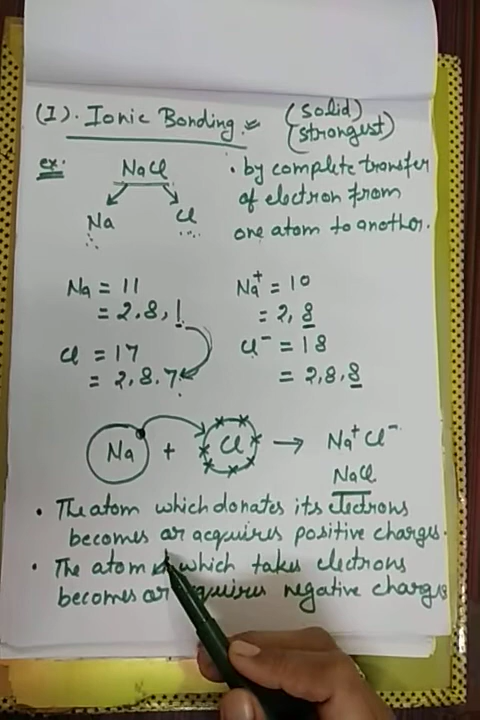 (I). Ionic Bonding
(solid)
(strongest)
ex:
NaCl
Na Cl
• by complete transfer
of electron from
one atom to another.
Na = 11
= 2.8,1
Cl = 17
= 2,8.7
Na⁺ = 10
= 2,8
Cl⁻ = 18
= 2,8,8
Na + Cl → Na⁺Cl⁻
NaCl
• The atom which donates its electrons
becomes or acquires positive charges.
• The atom which takes electrons
becomes or negative charges